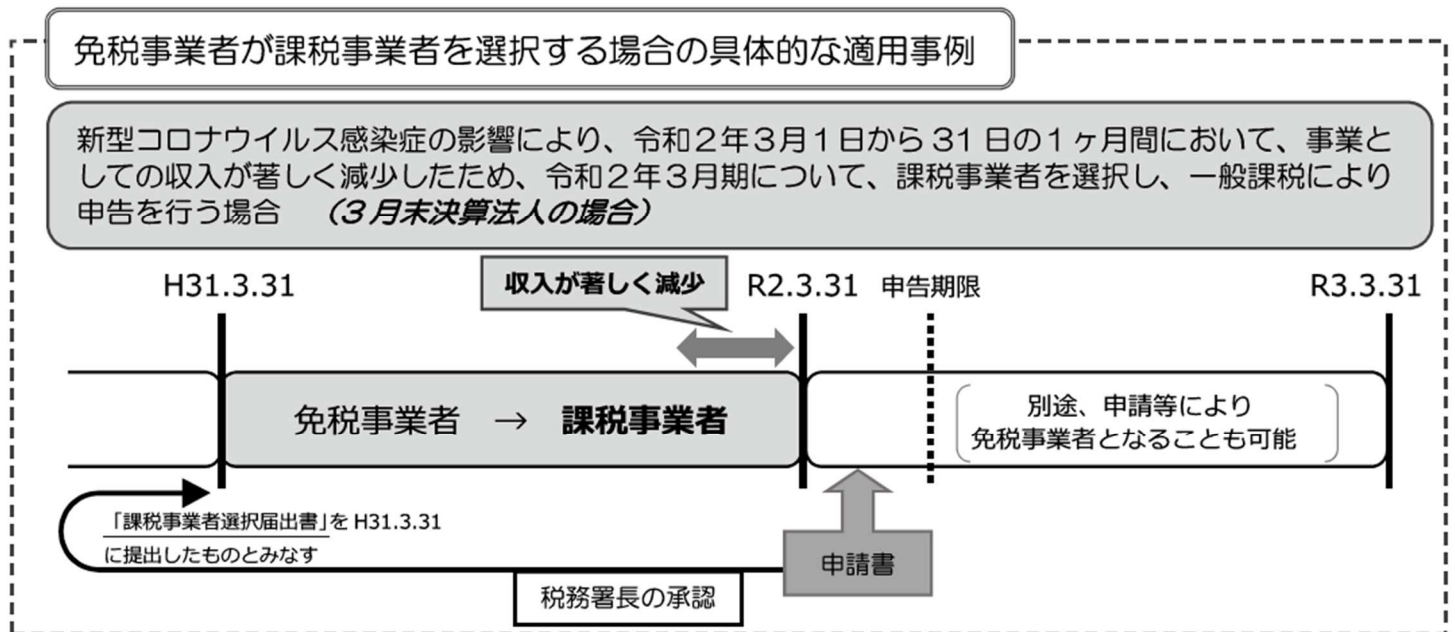 免税事業者が課税事業者を選択する場合の具体的な適用事例
新型コロナウイルス感染症の影響により、令和２年３月１日から 31 日の１ヶ月間において、事業と
しての収入が著しく減少したため、令和２年３月期について、課税事業者を選択し、一般課税により
申告を行う場合　（３月末決算法人の場合）
H31.3.31
収入が著しく減少
R2.3.31
申告期限
R3.3.31
免税事業者　→　課税事業者
別途、申請等により
免税事業者となることも可能
「課税事業者選択届出書」を H31.3.31
に提出したものとみなす
申請書
税務署長の承認